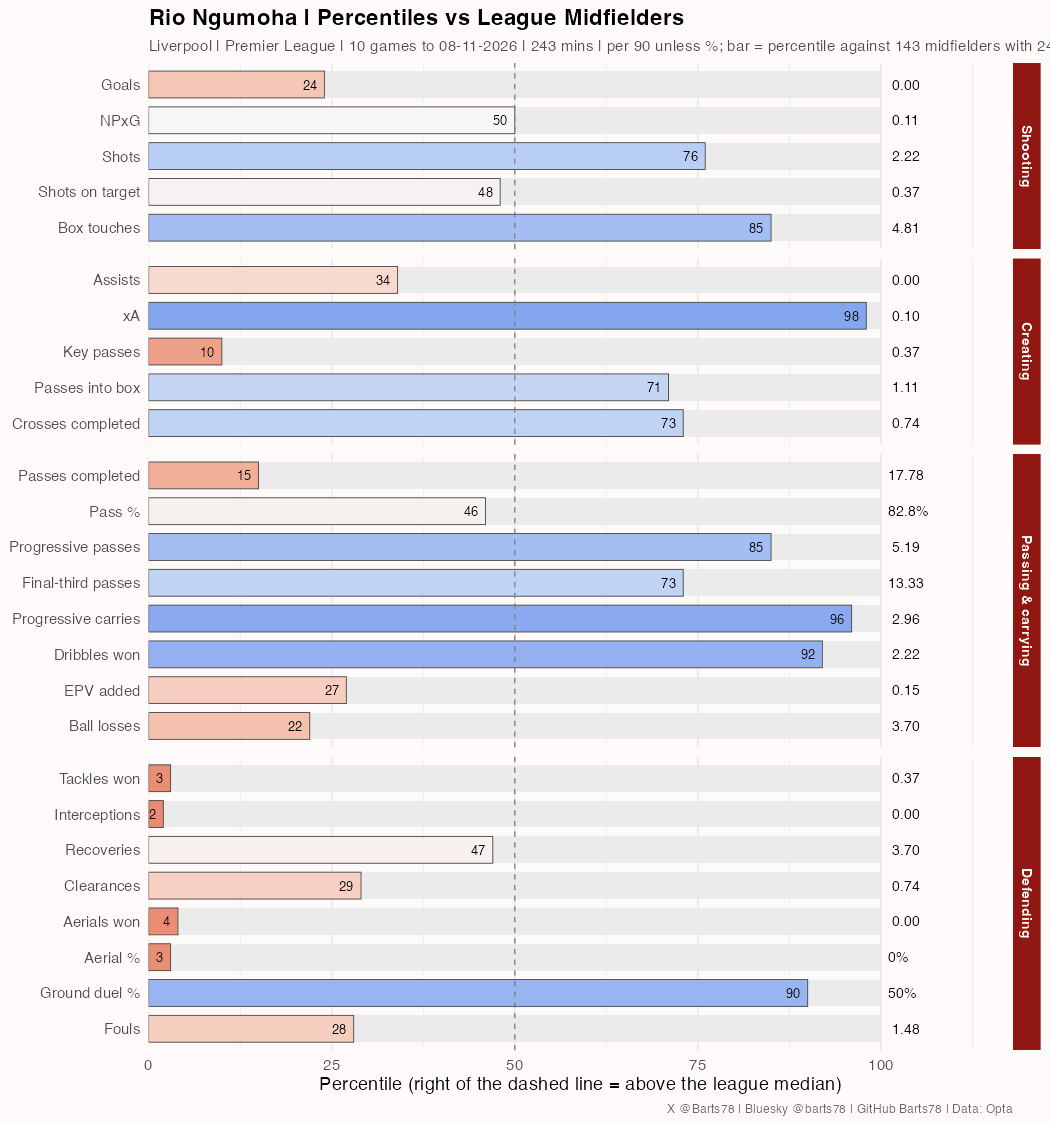 Rio Ngumoha | Percentiles vs League Midfielders
Liverpool | Premier League | 10 games to 08-11-2026 | 243 mins | per 90 unless %; bar = percentile against 143 midfielders with 24
Goals 24 0.00
NPxG 50 0.11
Shots 76 2.22
Shots on target 48 0.37
Box touches 85 4.81
Shooting
Assists 34 0.00
xA 98 0.10
Key passes 10 0.37
Passes into box 71 1.11
Crosses completed 73 0.74
Creating
Passes completed 15 17.78
Pass % 46 82.8%
Progressive passes 85 5.19
Final-third passes 73 13.33
Progressive carries 96 2.96
Dribbles won 92 2.22
EPV added 27 0.15
Ball losses 22 3.70
Passing & carrying
Tackles won 3 0.37
Interceptions 2 0.00
Recoveries 47 3.70
Clearances 29 0.74
Aerials won 4 0.00
Aerial % 3 0%
Ground duel % 90 50%
Fouls 28 1.48
Defending
0 25 50 75 100
Percentile (right of the dashed line = above the league median)
X @Barts78 | Bluesky @barts78 | GitHub Barts78 | Data: Opta